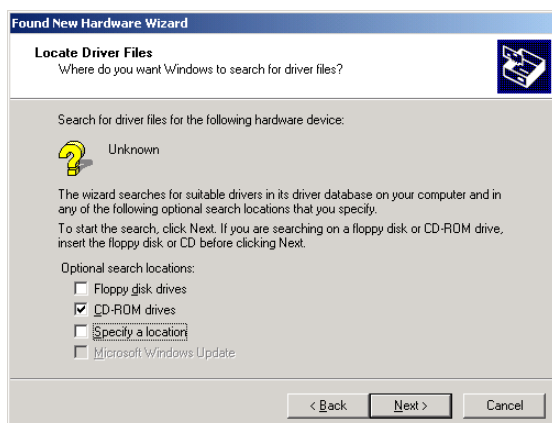 Found New Hardware Wizard
Locate Driver Files
Where do you want Windows to search for driver files?
Search for driver files for the following hardware device:
Unknown
The wizard searches for suitable drivers in its driver database on your computer and in
any of the following optional search locations that you specify.
To start the search, click Next. If you are searching on a floppy disk or CD-ROM drive,
insert the floppy disk or CD before clicking Next.
Optional search locations:
Floppy disk drives
CD-ROM drives
Specify a location
Microsoft Windows Update
< Back Next > Cancel